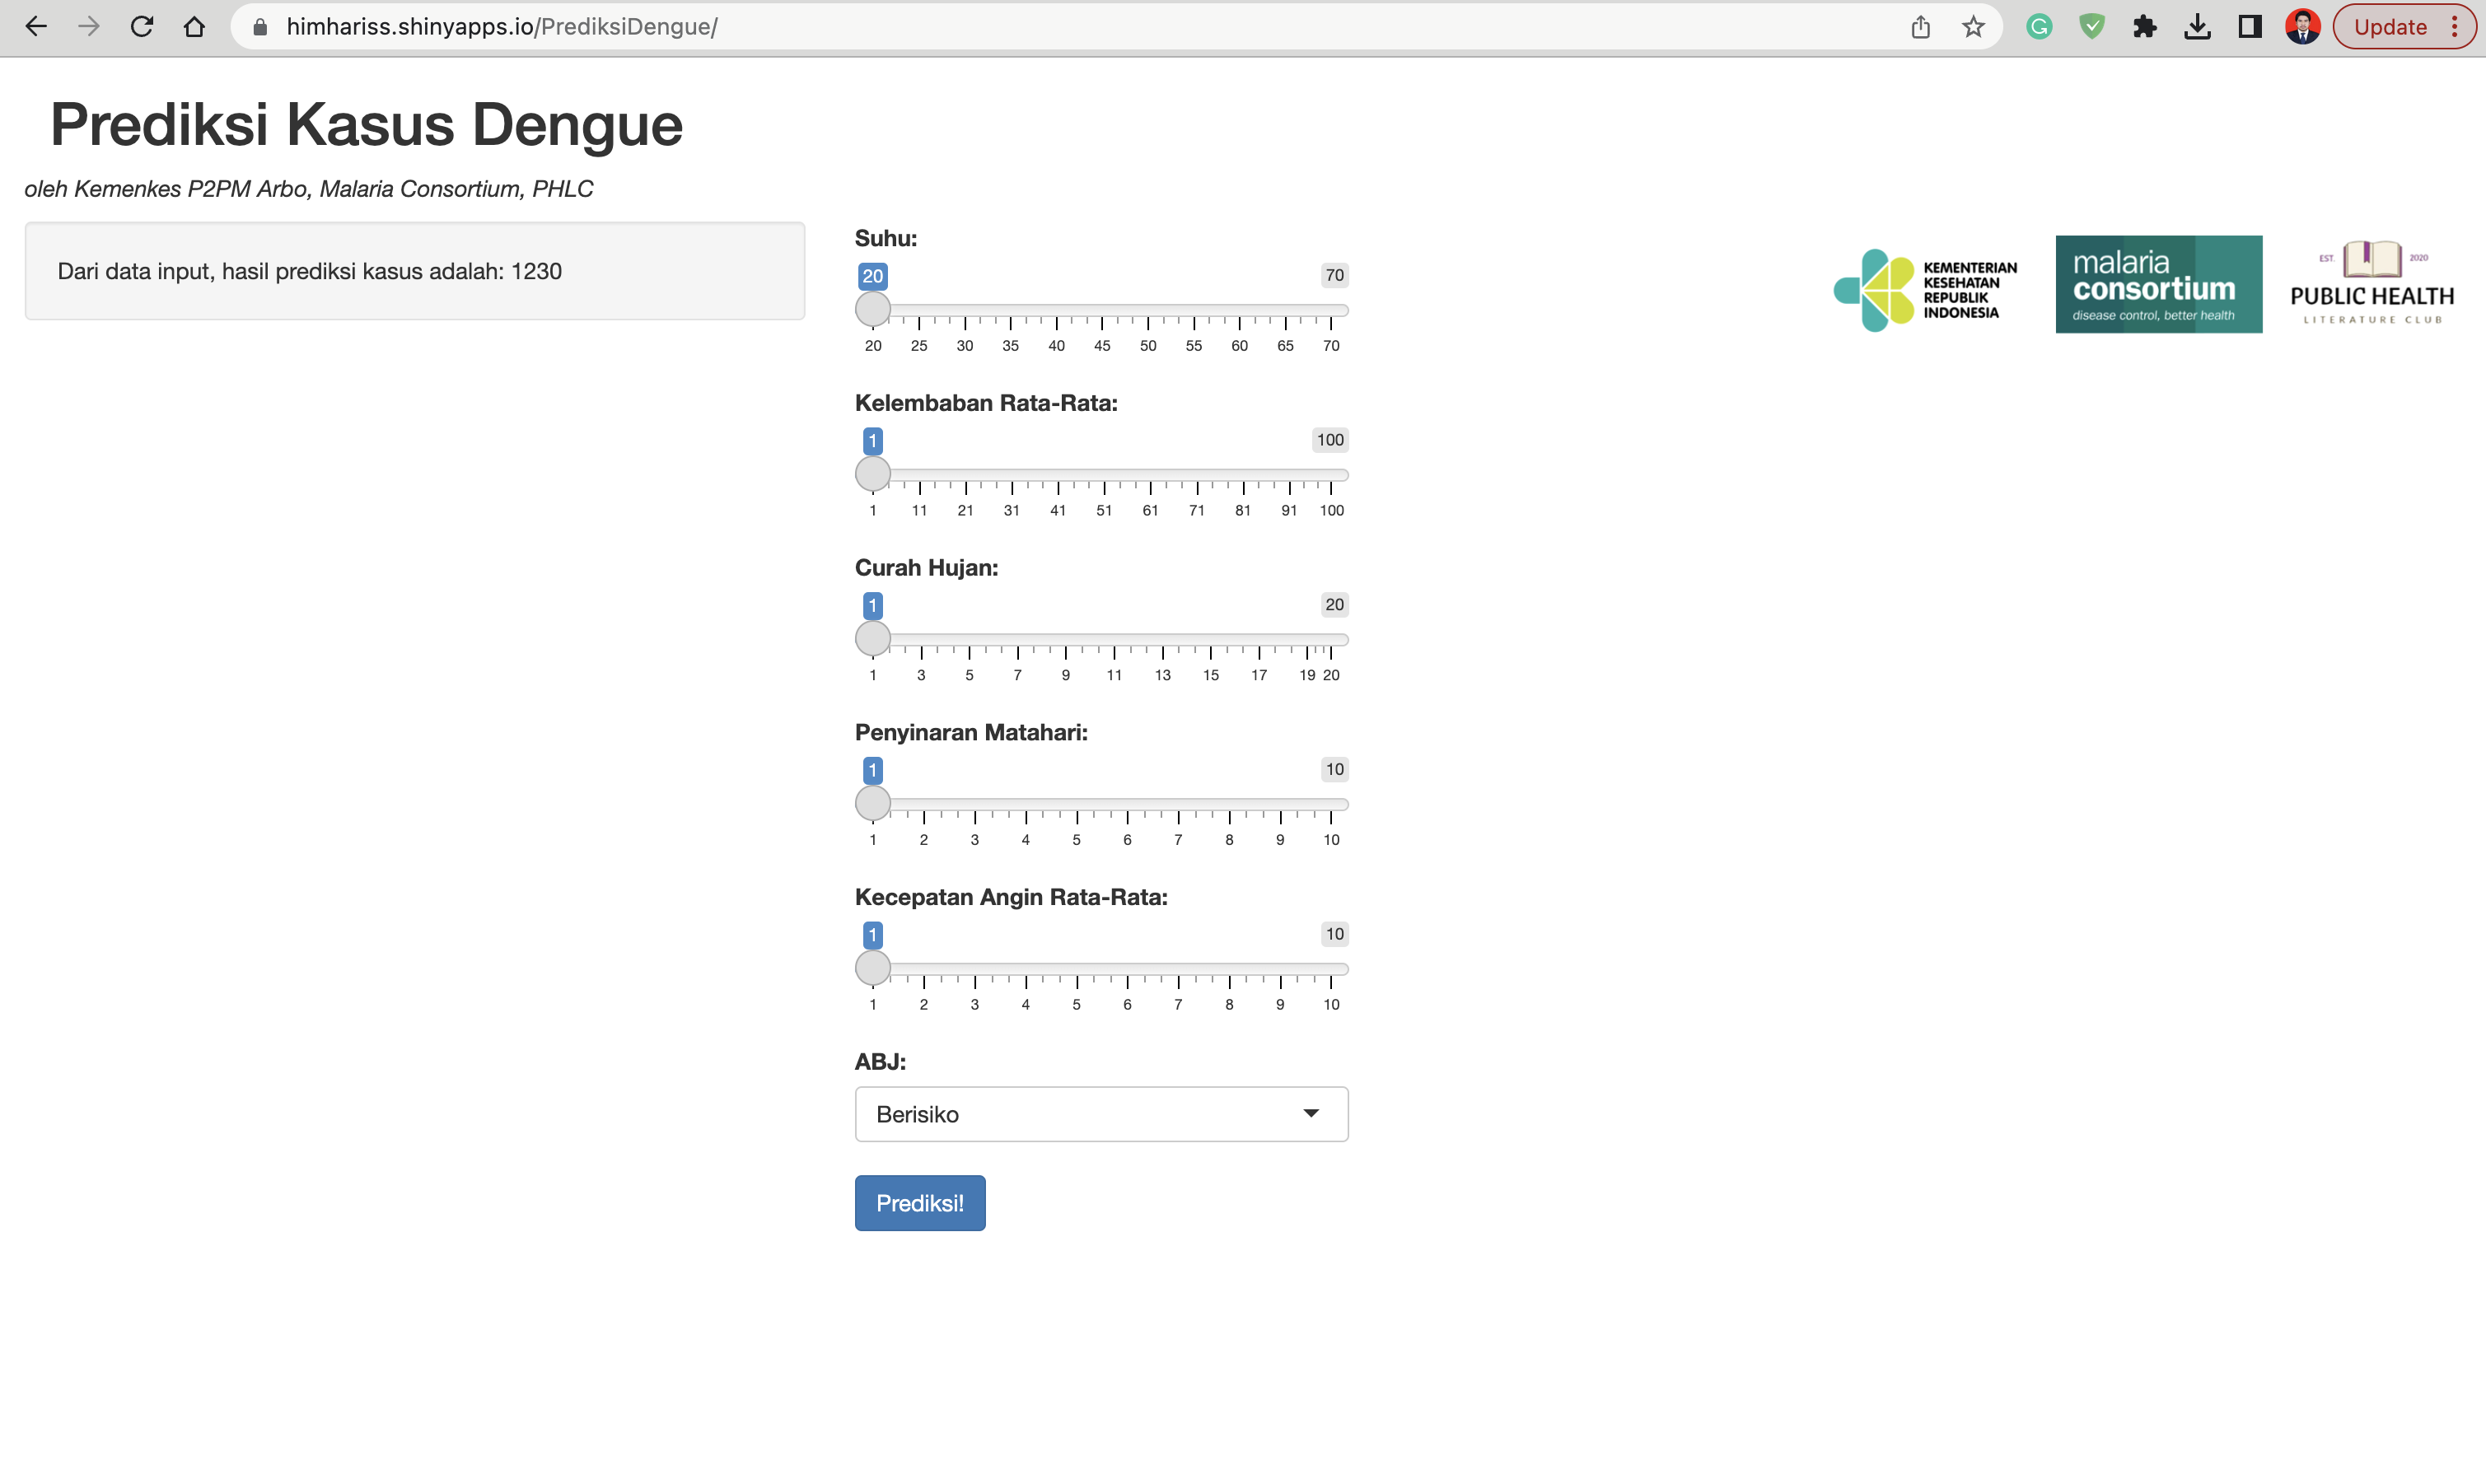 himhariss.shinyapps.io/PrediksiDengue/
Update
Prediksi Kasus Dengue
oleh Kemenkes P2PM Arbo, Malaria Consortium, PHLC
Dari data input, hasil prediksi kasus adalah: 1230
Suhu:
20 70
20 25 30 35 40 45 50 55 60 65 70
Kelembaban Rata-Rata:
1 100
1 11 21 31 41 51 61 71 81 91 100
Curah Hujan:
1 20
1 3 5 7 9 11 13 15 17 19 20
Penyinaran Matahari:
1 10
1 2 3 4 5 6 7 8 9 10
Kecepatan Angin Rata-Rata:
1 10
1 2 3 4 5 6 7 8 9 10
ABJ:
Berisiko
Prediksi!
KEMENTERIAN
KESEHATAN
REPUBLIK
INDONESIA
malaria
consortium
disease control, better health
EST. 2020
PUBLIC HEALTH
LITERATURE CLUB